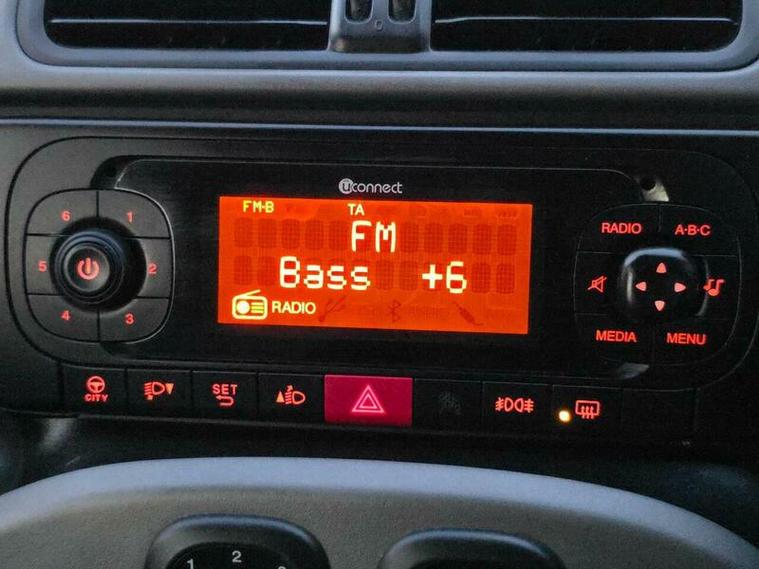 Uconnect
FM-B TA
FM
Bass +6
RADIO
6 1
5 2
4 3
RADIO A·B·C
MEDIA MENU
CITY
SET
1 2